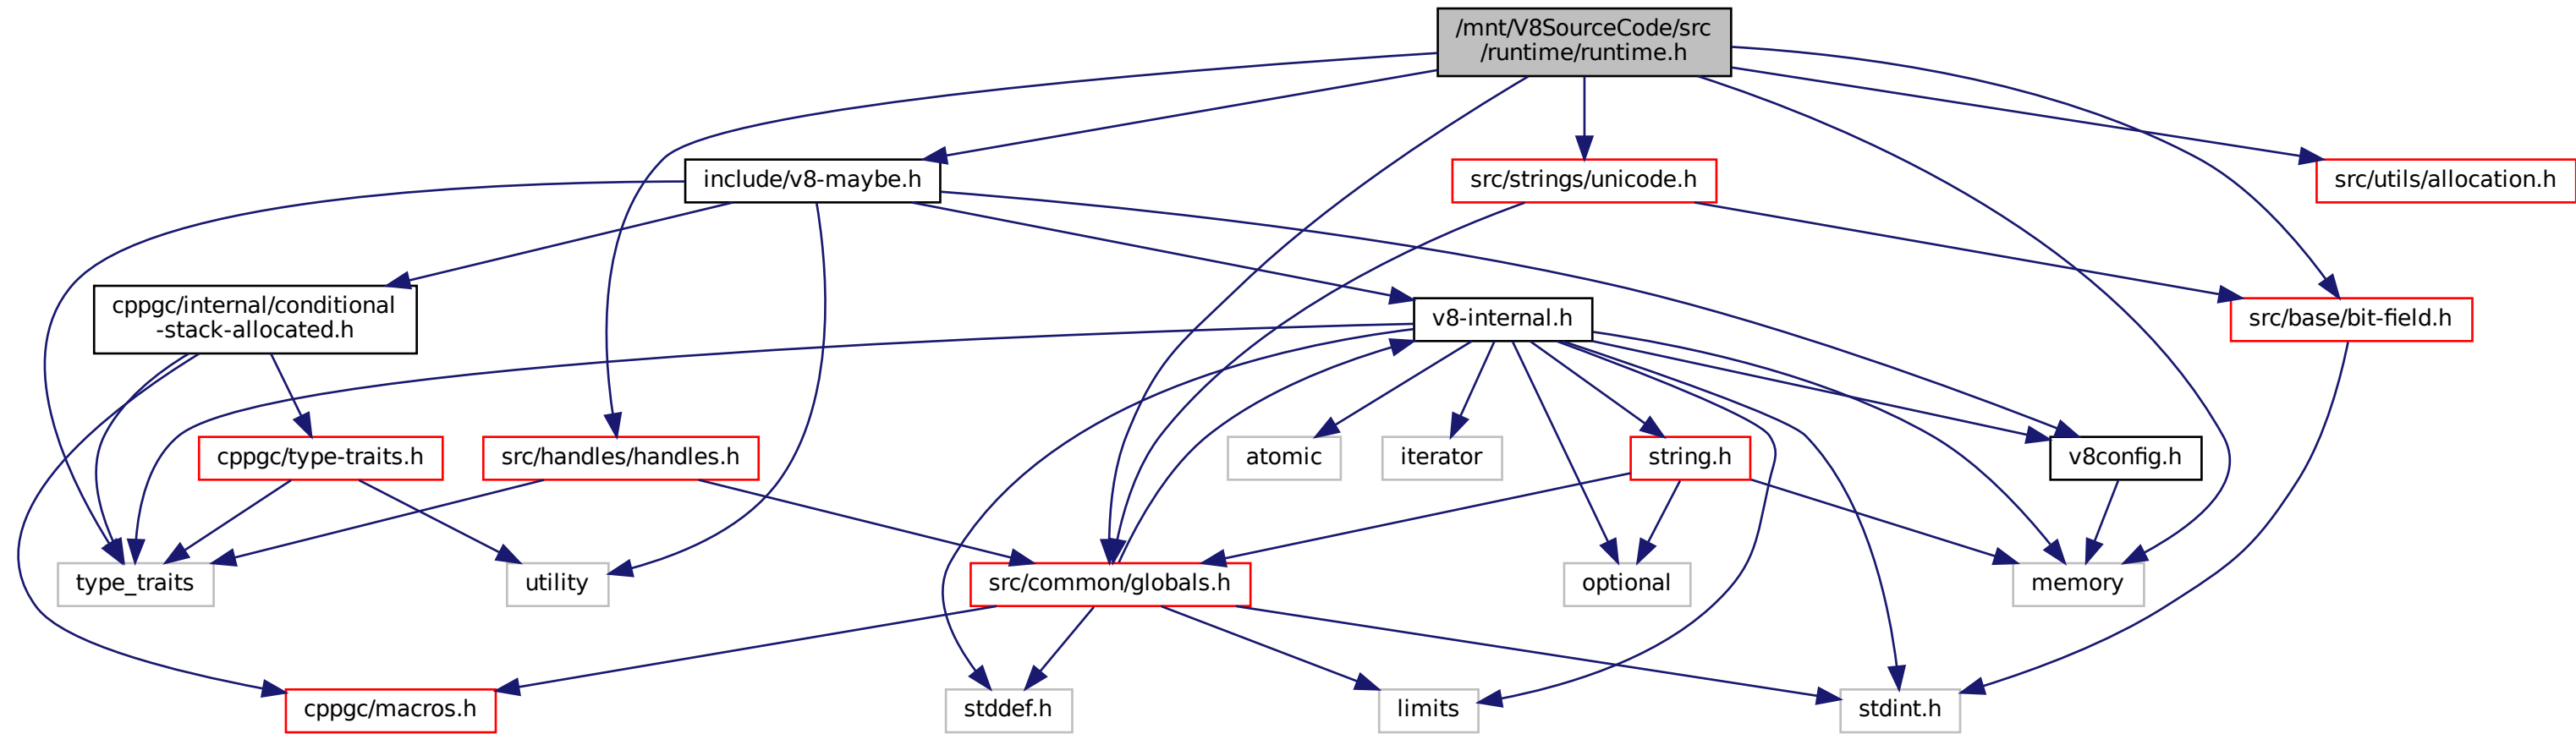 /mnt/V8SourceCode/src
/runtime/runtime.h
include/v8-maybe.h
src/strings/unicode.h
src/utils/allocation.h
cppgc/internal/conditional
-stack-allocated.h
v8-internal.h
src/base/bit-field.h
cppgc/type-traits.h
src/handles/handles.h
atomic
iterator
string.h
v8config.h
type_traits
utility
src/common/globals.h
optional
memory
cppgc/macros.h
stddef.h
limits
stdint.h